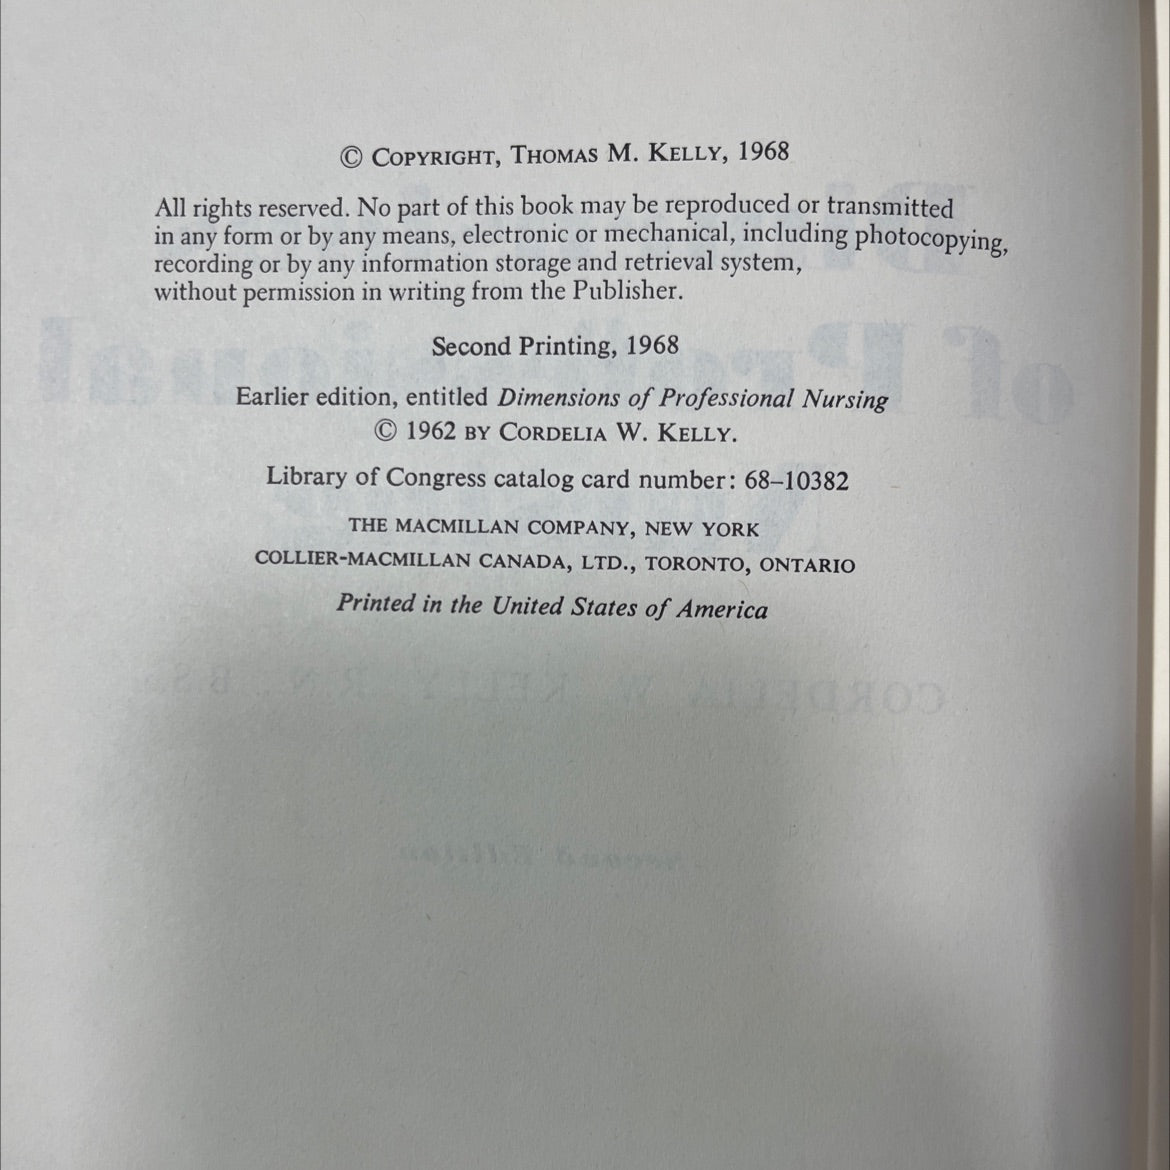 © Copyright, Thomas M. Kelly, 1968
All rights reserved. No part of this book may be reproduced or transmitted
in any form or by any means, electronic or mechanical, including photocopying,
recording or by any information storage and retrieval system,
without permission in writing from the Publisher.
Second Printing, 1968
Earlier edition, entitled Dimensions of Professional Nursing
© 1962 by Cordelia W. Kelly.
Library of Congress catalog card number: 68–10382
THE MACMILLAN COMPANY, NEW YORK
COLLIER-MACMILLAN CANADA, LTD., TORONTO, ONTARIO
Printed in the United States of America